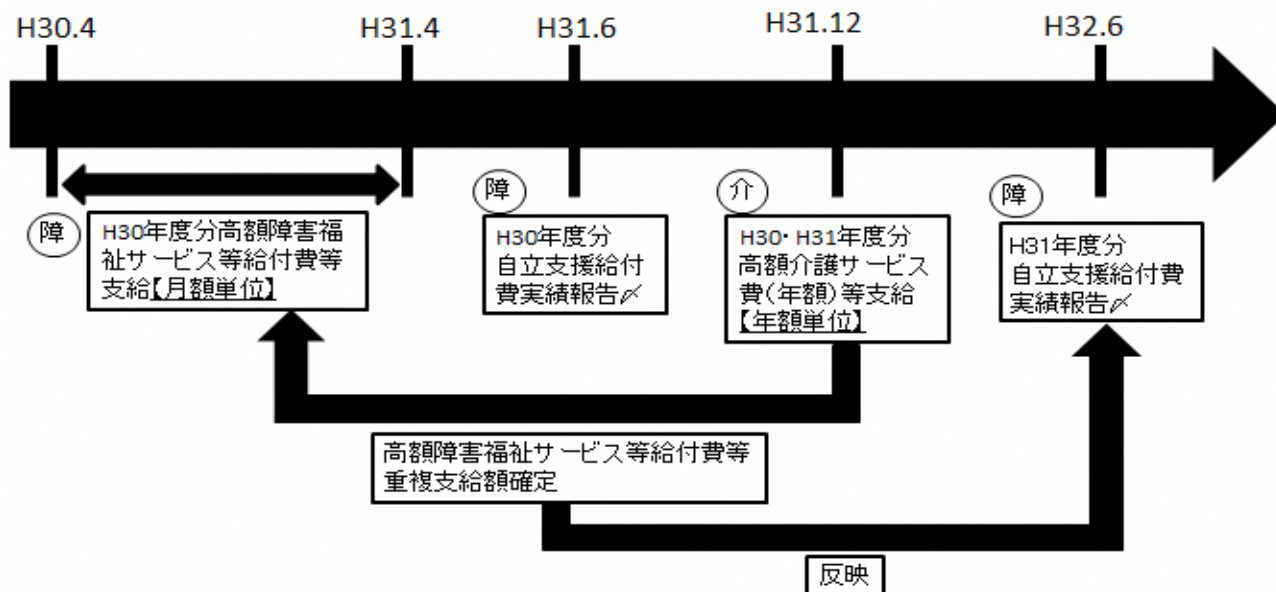 H30.4
H31.4
H31.6
H31.12
H32.6
障
H30年度分高額障害福
祉サービス等給付費等
支給【月額単位】
障
H30年度分
自立支援給付
費実績報告〆
介
H30・H31年度分
高額介護サービス
費(年額)等支給
【年額単位】
障
H31年度分
自立支援給付費
実績報告〆
高額障害福祉サービス等給付費等
重複支給額確定
反映